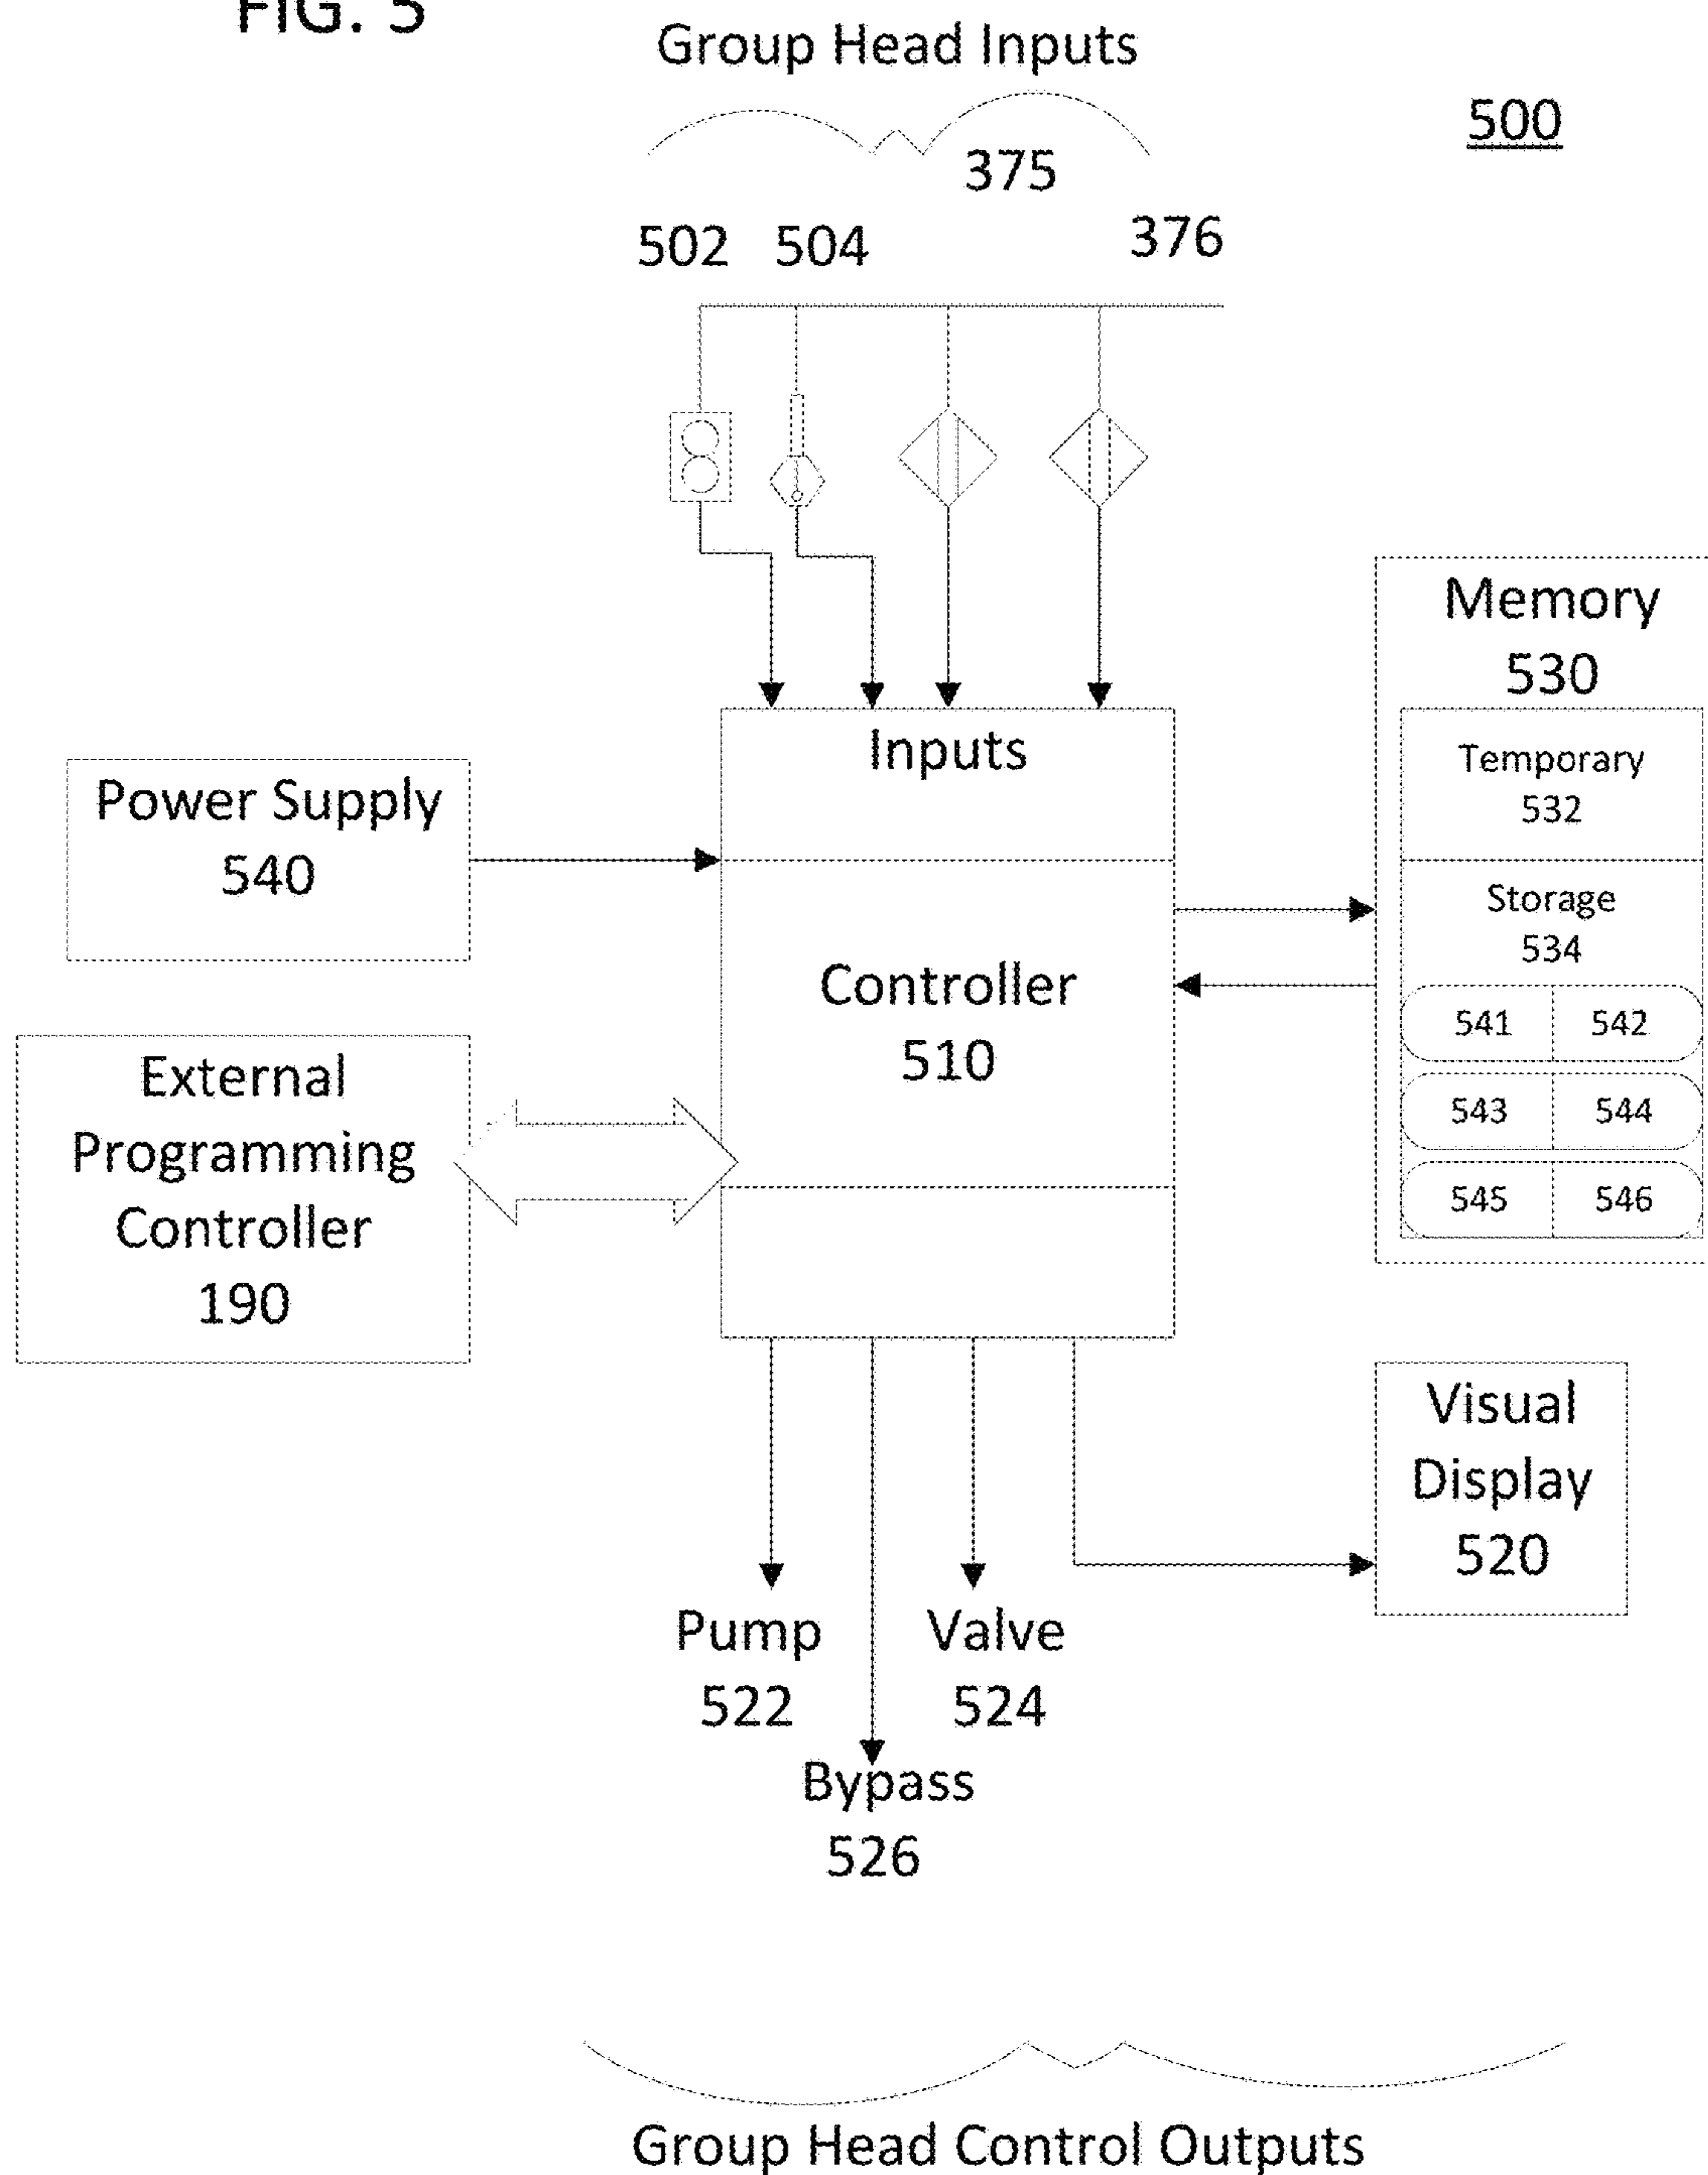 FIG. 5
Group Head Inputs
500
375
502 504
376
Memory
530
Inputs
Temporary
532
Power Supply
540
Storage
534
Controller
510
541 542
543 544
545 546
External
Programming
Controller
190
Visual
Display
520
Pump
522
Valve
524
Bypass
526
Group Head Control Outputs